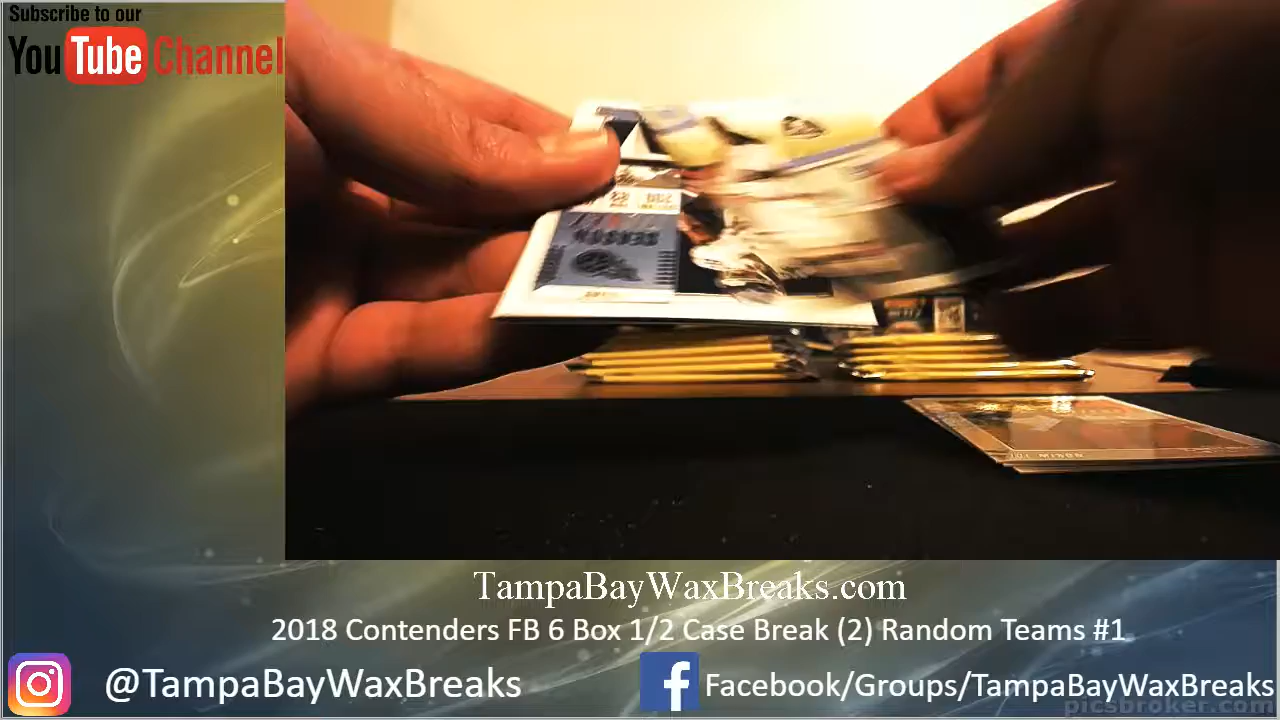 Subscribe to our
YouTube Channel
TampaBayWaxBreaks.com
2018 Contenders FB 6 Box 1/2 Case Break (2) Random Teams #1
@TampaBayWaxBreaks
Facebook/Groups/TampaBayWaxBreaks
picsbroker.com